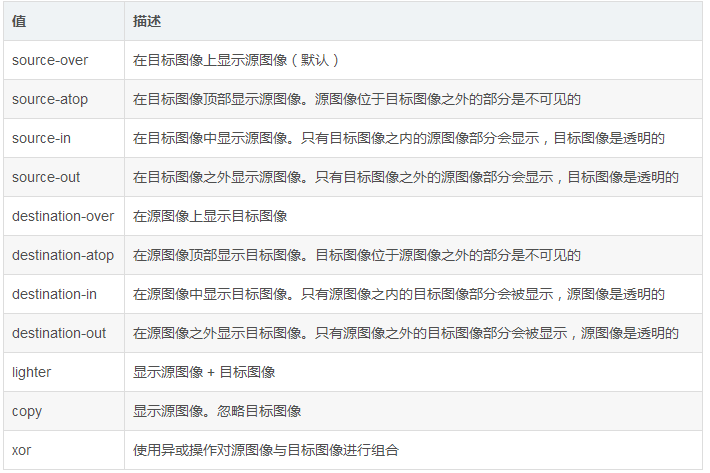 值 描述
source-over 在目标图像上显示源图像（默认）
source-atop 在目标图像顶部显示源图像。源图像位于目标图像之外的部分是不可见的
source-in 在目标图像中显示源图像。只有目标图像之内的源图像部分会显示，目标图像是透明的
source-out 在目标图像之外显示源图像。只有目标图像之外的源图像部分会显示，目标图像是透明的
destination-over 在源图像上显示目标图像
destination-atop 在源图像顶部显示目标图像。目标图像位于源图像之外的部分是不可见的
destination-in 在源图像中显示目标图像。只有源图像之内的目标图像部分会被显示，源图像是透明的
destination-out 在源图像之外显示目标图像。只有源图像之外的目标图像部分会被显示，源图像是透明的
lighter 显示源图像 + 目标图像
copy 显示源图像。忽略目标图像
xor 使用异或操作对源图像与目标图像进行组合